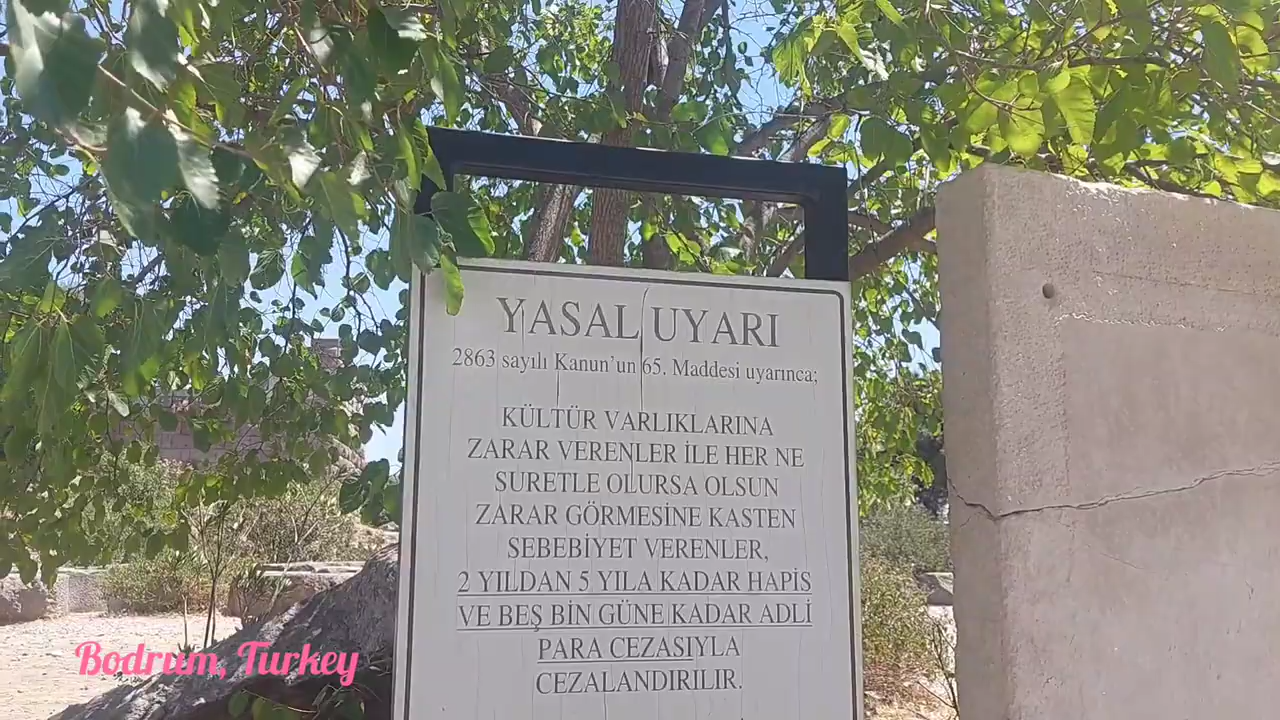 YASAL UYARI
2863 sayılı Kanun'un 65. Maddesi uyarınca;
KÜLTÜR VARLIKLARINA
ZARAR VERENLER İLE HER NE
SURETLE OLURSA OLSUN
ZARAR GÖRMESİNE KASTEN
SEBEBİYET VERENLER,
2 YILDAN 5 YILA KADAR HAPİS
VE BEŞ BİN GÜNE KADAR ADLİ
PARA CEZASIYLA
CEZALANDIRILIR.
Bodrum, Turkey